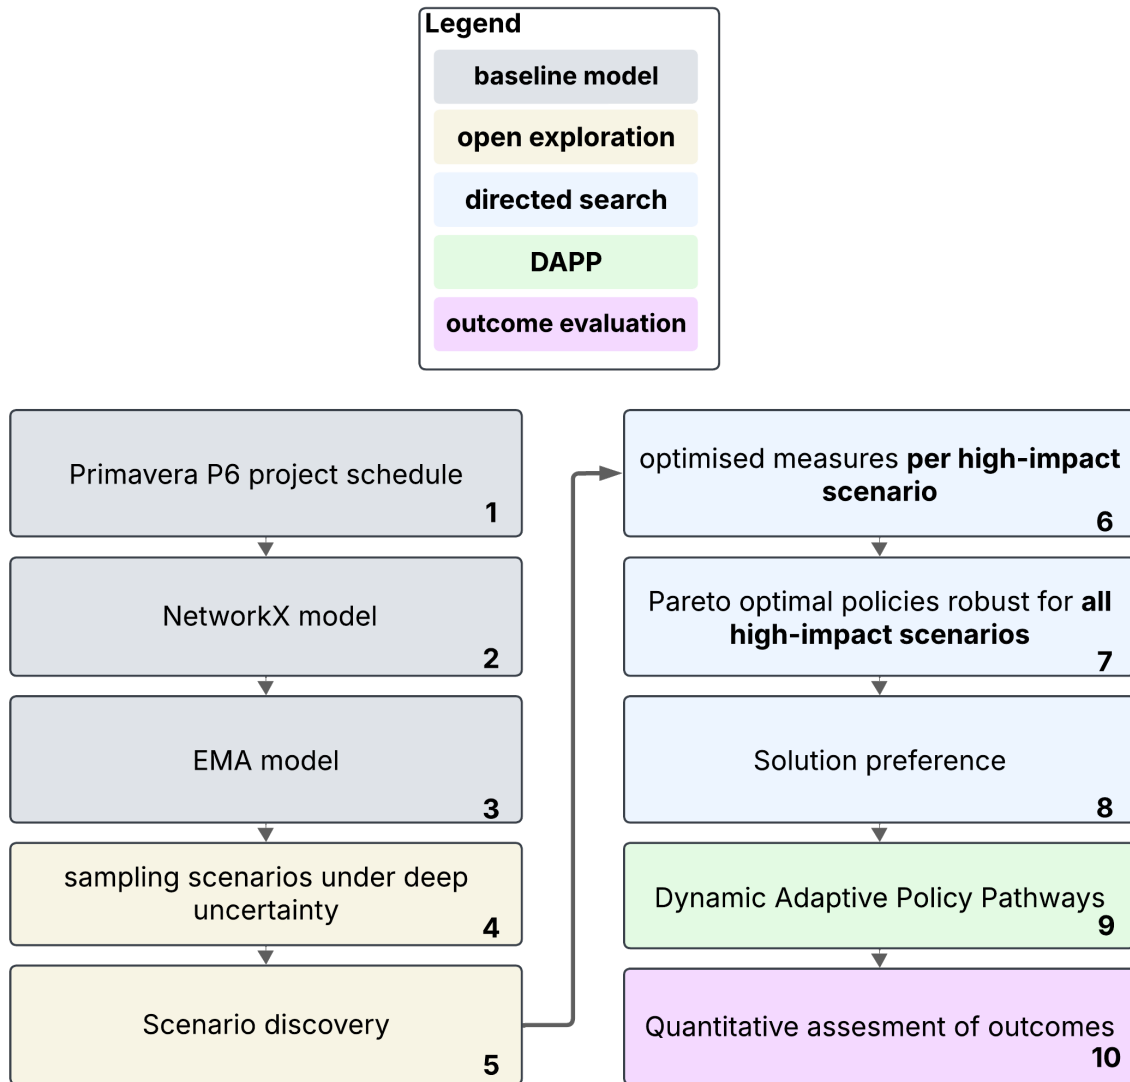 Legend
baseline model
open exploration
directed search
DAPP
outcome evaluation
Primavera P6 project schedule
1
NetworkX model
2
EMA model
3
sampling scenarios under deep
uncertainty
4
Scenario discovery
5
optimised measures per high-impact
scenario
6
Pareto optimal policies robust for all
high-impact scenarios
7
Solution preference
8
Dynamic Adaptive Policy Pathways
9
Quantitative assesment of outcomes
10